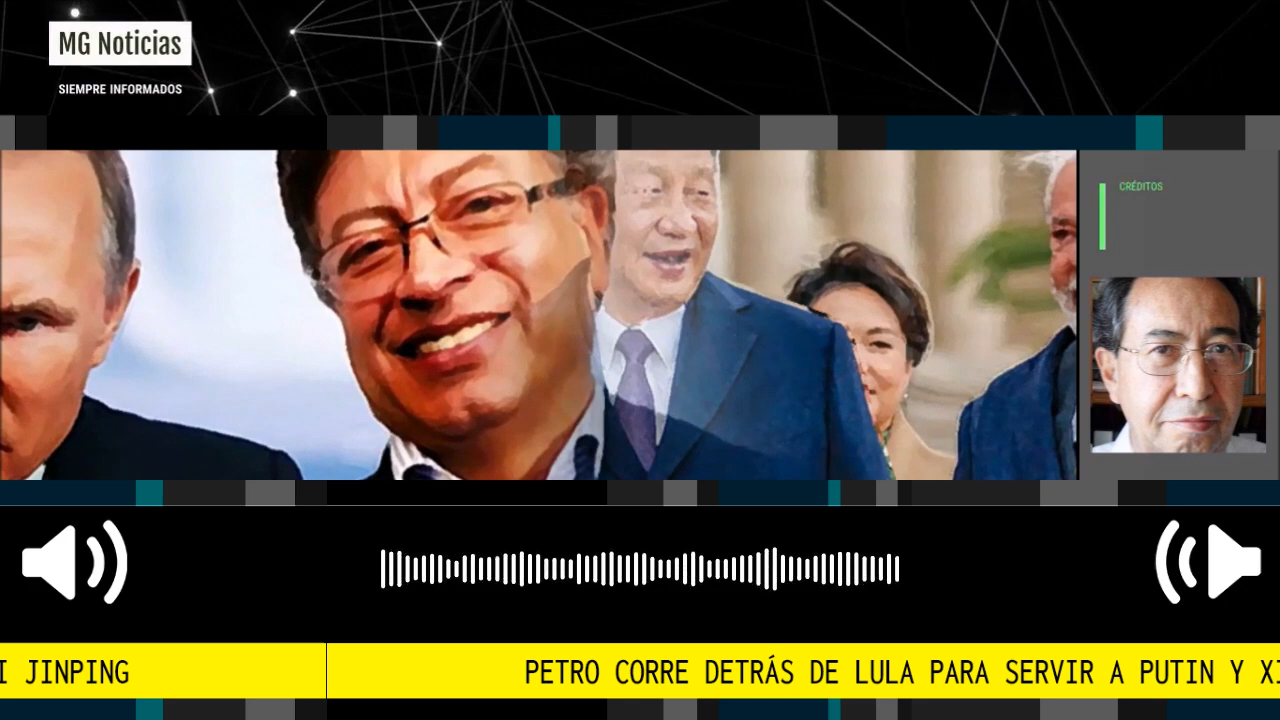 MG Noticias
SIEMPRE INFORMADOS
CRÉDITOS
I JINPING
PETRO CORRE DETRÁS DE LULA PARA SERVIR A PUTIN Y XI